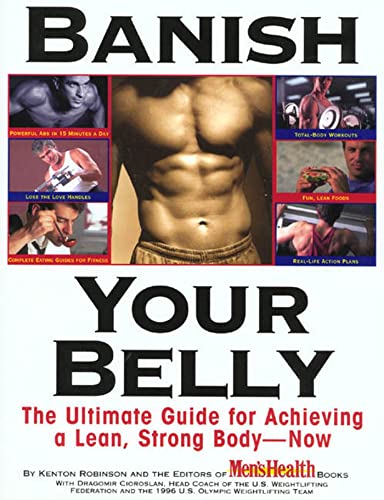 Banish
Powerful Abs in 15 Minutes a Day
Total-Body Workouts
Lose the Love Handles
Fun, Lean Foods
Complete Eating Guides for Fitness
Real-Life Action Plans
Your
Belly
The Ultimate Guide for Achieving
a Lean, Strong Body—Now
By Kenton Robinson and the Editors of Men'sHealth Books
With Dragomir Cioroslan, Head Coach of the U.S. Weightlifting
Federation and the 1996 U.S. Olympic Weightlifting Team